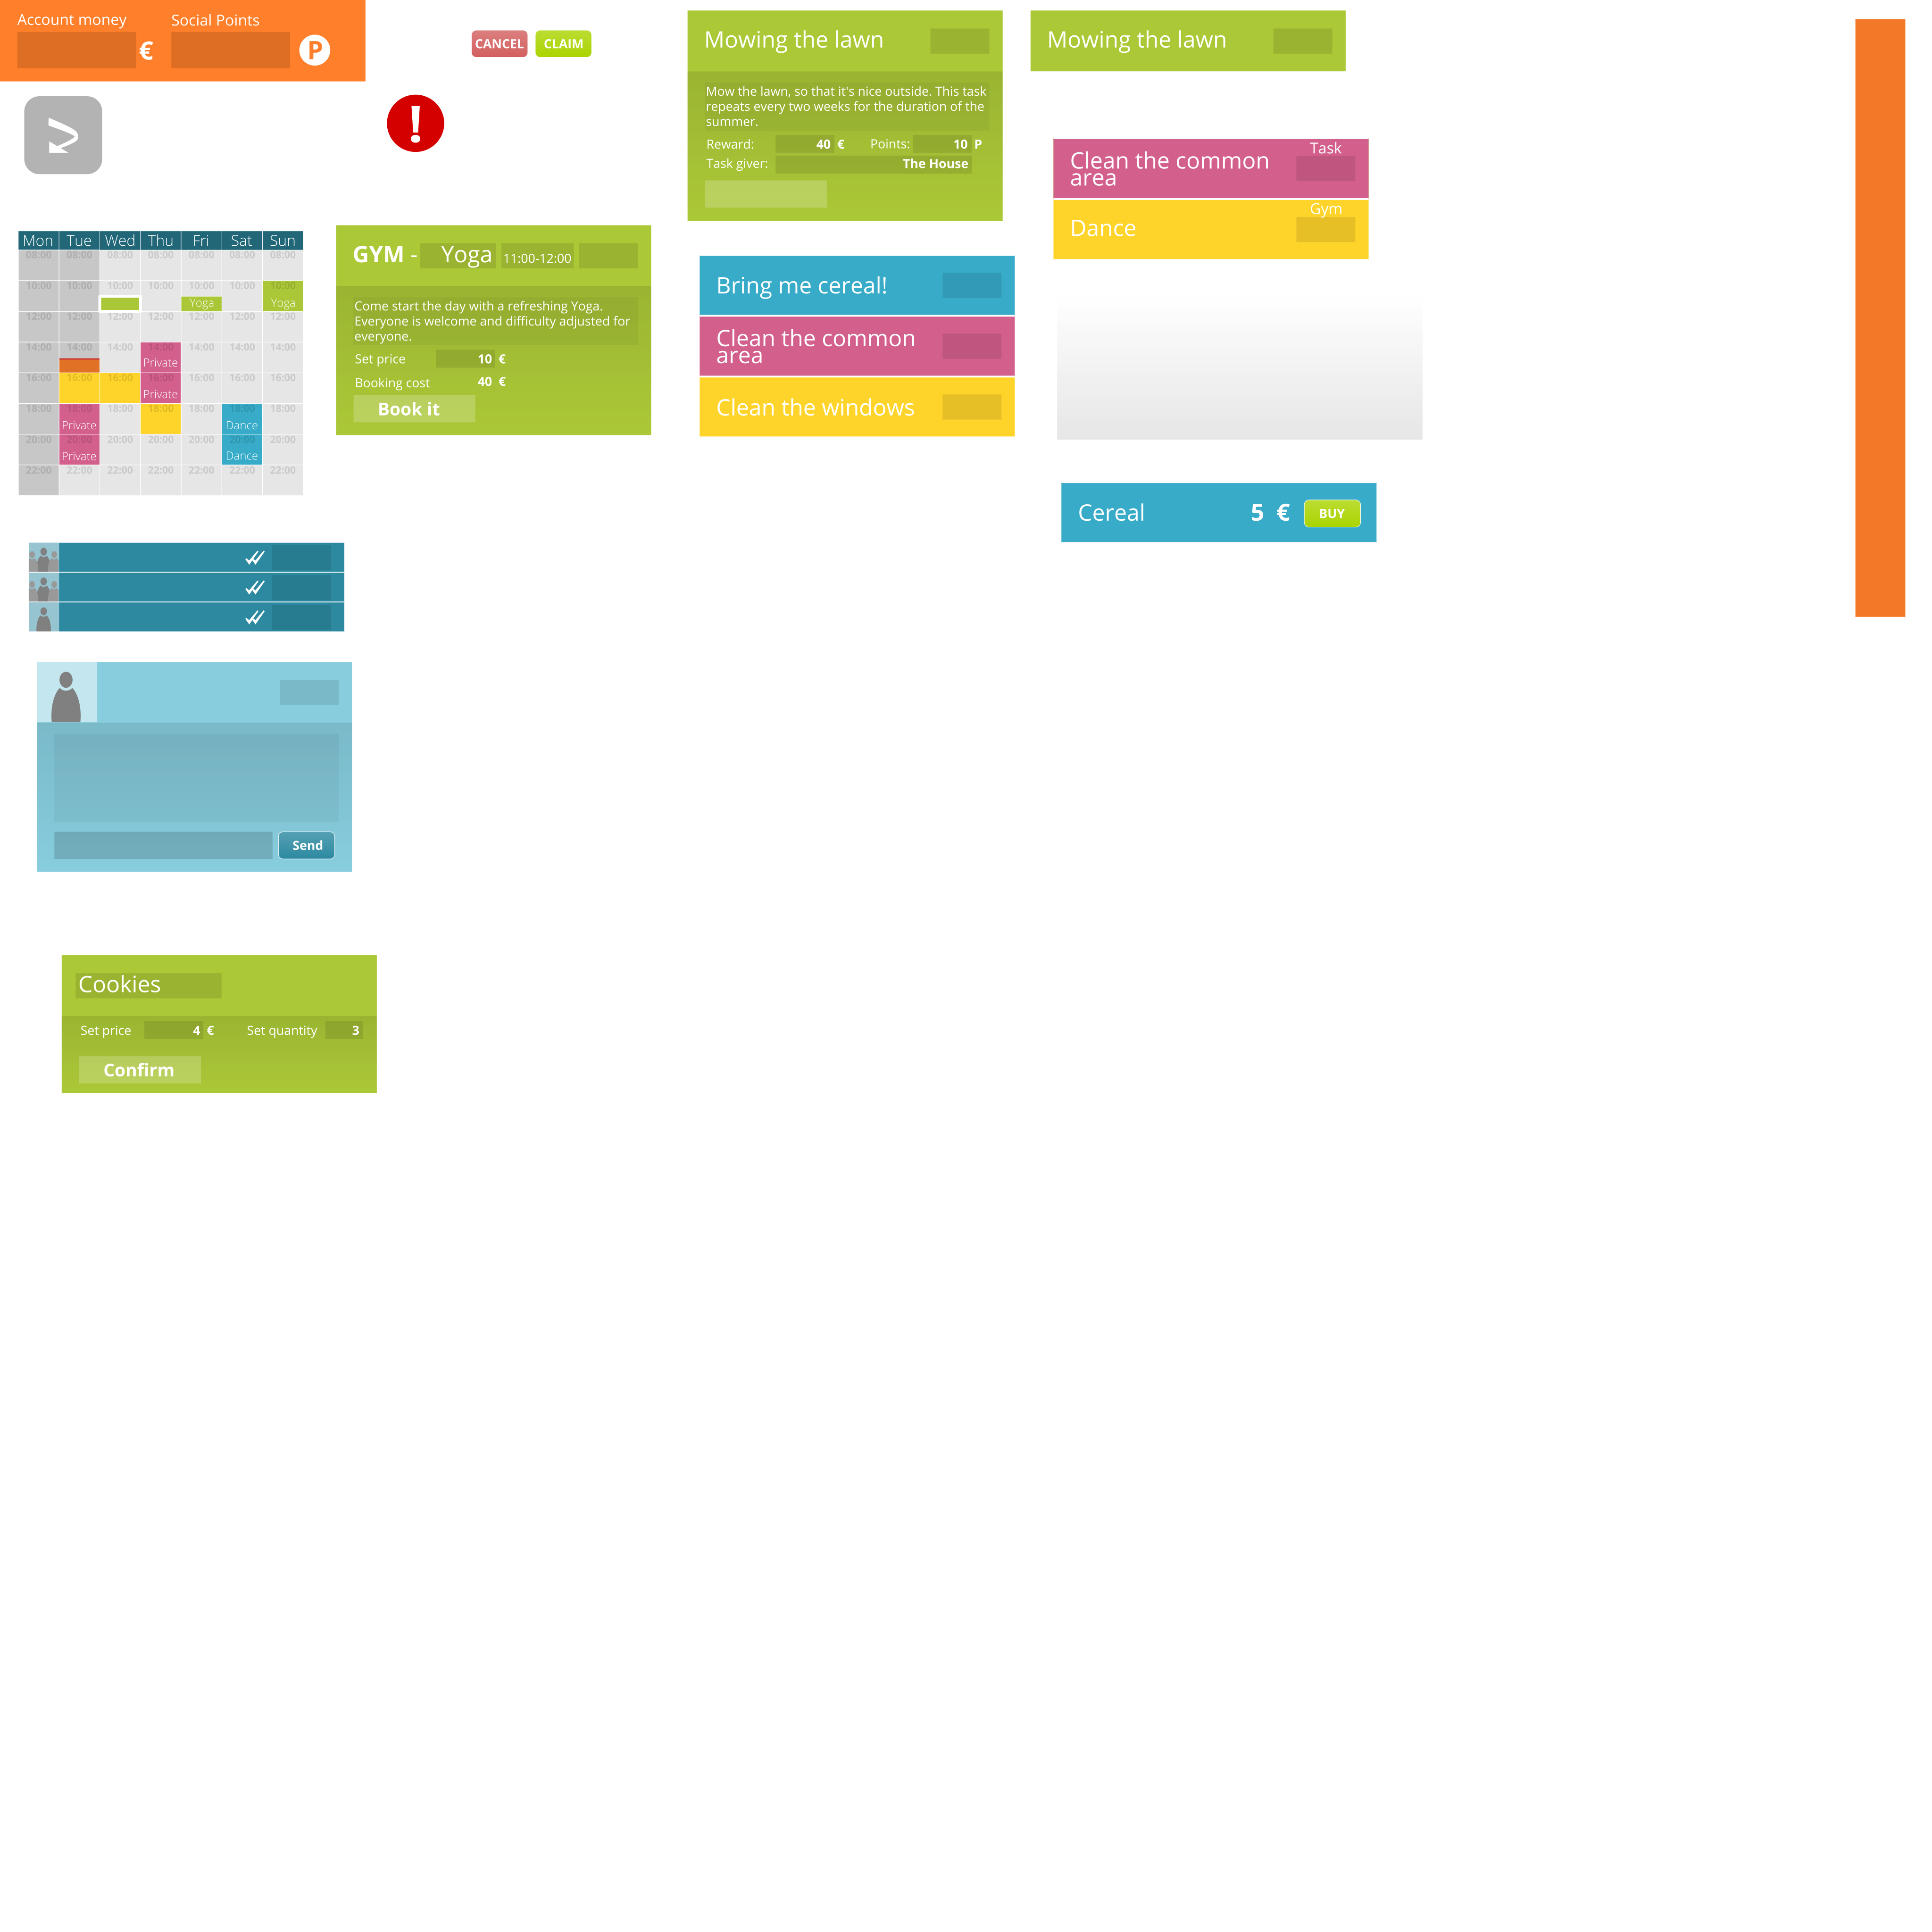 Account money Social Points
€ P
CANCEL CLAIM
!
Mowing the lawn
Mow the lawn, so that it's nice outside. This task
repeats every two weeks for the duration of the
summer.
Reward: 40 € Points: 10 P
Task giver: The House
Mowing the lawn
Task
Clean the common
area
Gym
Dance
Mon Tue Wed Thu Fri Sat Sun
08:00 08:00 08:00 08:00 08:00 08:00 08:00
10:00 10:00 10:00 10:00 10:00 10:00 10:00
Yoga Yoga
12:00 12:00 12:00 12:00 12:00 12:00 12:00
14:00 14:00 14:00 14:00 14:00 14:00 14:00
Private
16:00 16:00 16:00 16:00 16:00 16:00 16:00
Private
18:00 18:00 18:00 18:00 18:00 18:00 18:00
Private Dance
20:00 20:00 20:00 20:00 20:00 20:00 20:00
Private Dance
22:00 22:00 22:00 22:00 22:00 22:00 22:00
GYM - Yoga 11:00-12:00
Come start the day with a refreshing Yoga.
Everyone is welcome and difficulty adjusted for
everyone.
Set price 10 €
Booking cost 40 €
Book it
Bring me cereal!
Clean the common
area
Clean the windows
Cereal 5 € BUY
Send
Cookies
Set price 4 € Set quantity 3
Confirm